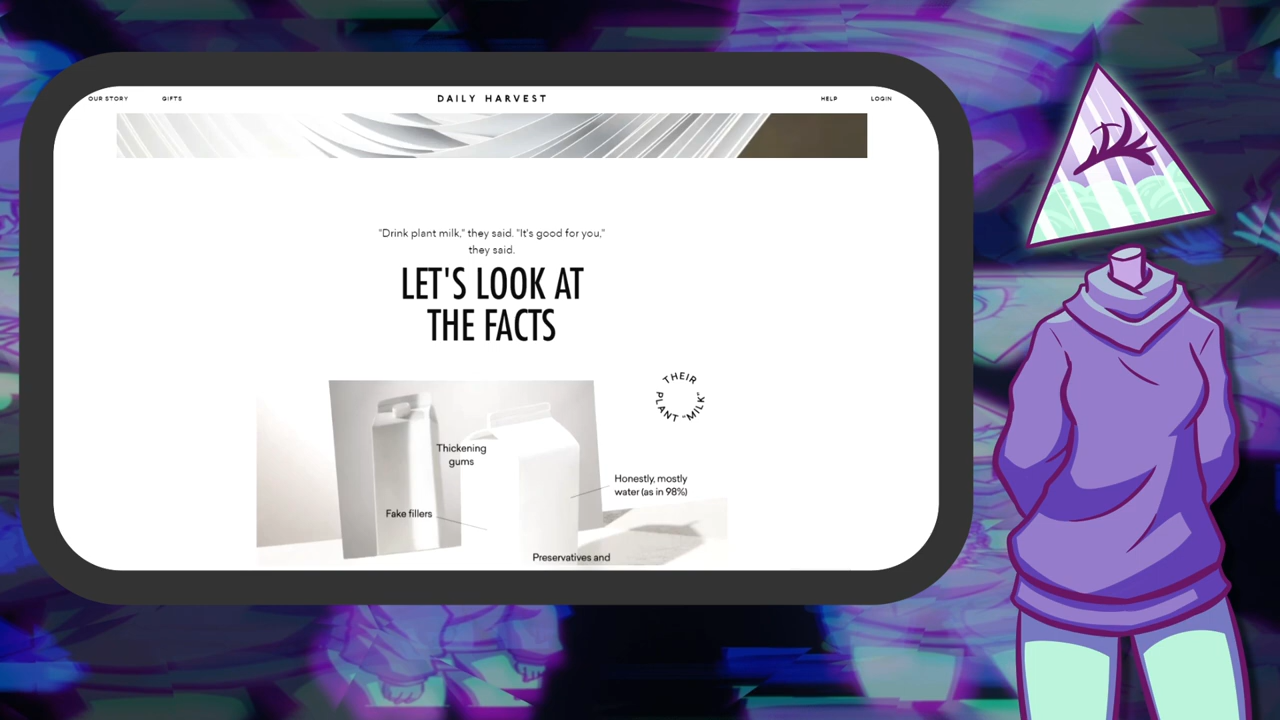 OUR STORY GIFTS DAILY HARVEST HELP LOGIN
"Drink plant milk," they said. "It's good for you,"
they said.
LET'S LOOK AT
THE FACTS
THEIR
PLANT "MILK"
Thickening
gums
Honestly, mostly
water (as in 98%)
Fake fillers
Preservatives and